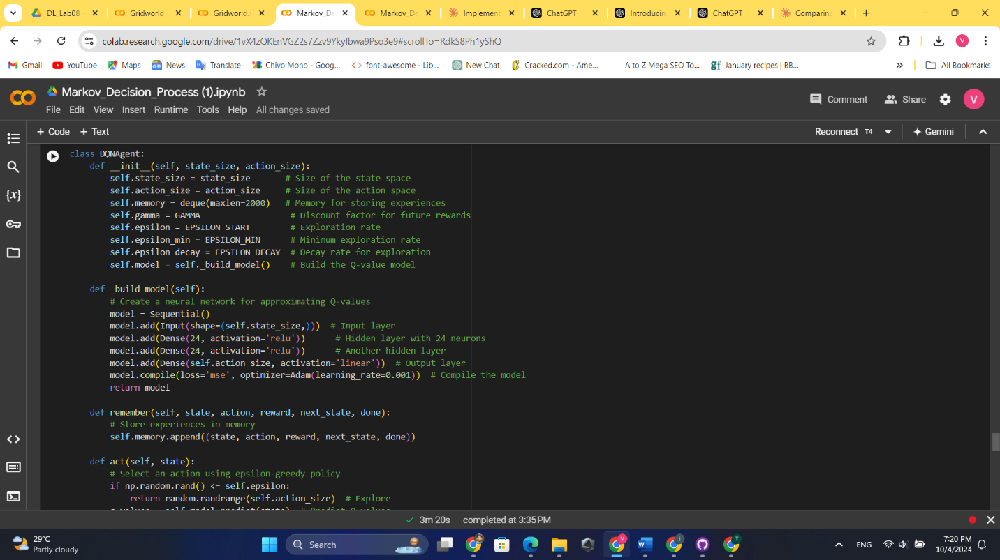 DL_Lab08
Gridworld_
Gridworld.
Markov_De
Markov_De
Implement
ChatGPT
Introducin
ChatGPT
Comparing
colab.research.google.com/drive/1vX4zQKEnVGZ2s7Zzv9YkyIbwa9Pso3e9#scrollTo=RdkS8Ph1yShQ
V
Gmail
YouTube
Maps
News
Translate
Chivo Mono - Goog...
font-awesome - Lib...
New Chat
Cracked.com - Ame...
A to Z Mega SEO To...
gf January recipes | BB...
All Bookmarks
Markov_Decision_Process (1).ipynb
Comment
Share
V
File Edit View Insert Runtime Tools Help All changes saved
+ Code + Text
Reconnect T4
Gemini
class DQNAgent:
def __init__(self, state_size, action_size):
self.state_size = state_size # Size of the state space
self.action_size = action_size # Size of the action space
self.memory = deque(maxlen=2000) # Memory for storing experiences
self.gamma = GAMMA # Discount factor for future rewards
self.epsilon = EPSILON_START # Exploration rate
self.epsilon_min = EPSILON_MIN # Minimum exploration rate
self.epsilon_decay = EPSILON_DECAY # Decay rate for exploration
self.model = self._build_model() # Build the Q-value model
def _build_model(self):
# Create a neural network for approximating Q-values
model = Sequential()
model.add(Input(shape=(self.state_size,))) # Input layer
model.add(Dense(24, activation='relu')) # Hidden layer with 24 neurons
model.add(Dense(24, activation='relu')) # Another hidden layer
model.add(Dense(self.action_size, activation='linear')) # Output layer
model.compile(loss='mse', optimizer=Adam(learning_rate=0.001)) # Compile the model
return model
def remember(self, state, action, reward, next_state, done):
# Store experiences in memory
self.memory.append((state, action, reward, next_state, done))
def act(self, state):
# Select an action using epsilon-greedy policy
if np.random.rand() <= self.epsilon:
return random.randrange(self.action_size) # Explore
{x}
3m 20s completed at 3:35 PM
29°C
Partly cloudy
Search
ENG
7:20 PM
10/4/2024